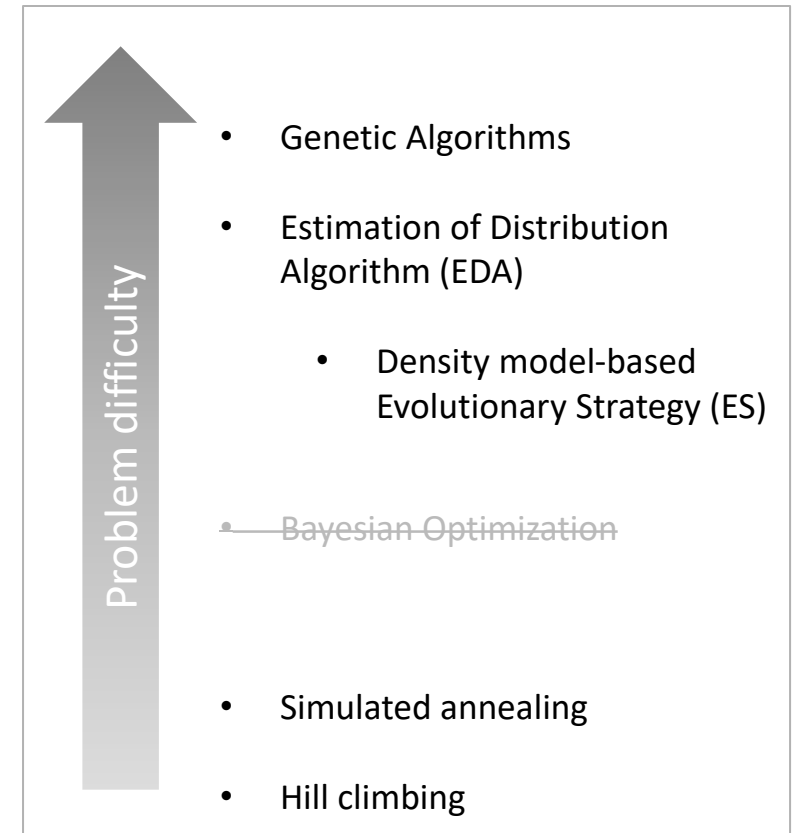 Problem difficulty
• Genetic Algorithms
• Estimation of Distribution
Algorithm (EDA)
• Density model-based
Evolutionary Strategy (ES)
• Bayesian Optimization
• Simulated annealing
• Hill climbing